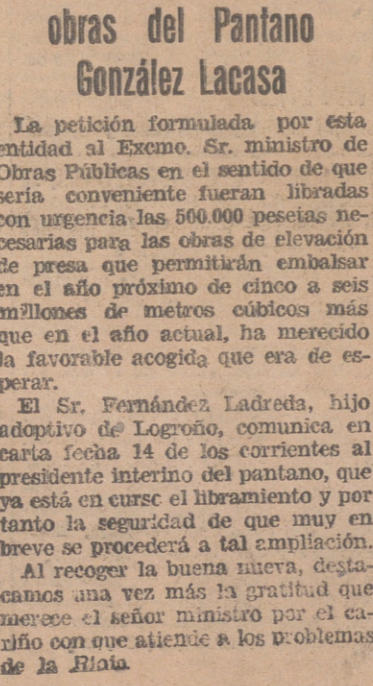 obras del Pantano
González Lacasa
La petición formulada por esta
entidad al Excmo. Sr. ministro de
Obras Públicas en el sentido de que
sería conveniente fueran libradas
con urgencia las 500.000 pesetas ne-
cesarias para las obras de elevación
de presa que permitirán embalsar
en el año próximo de cinco a seis
millones de metros cúbicos más
que en el año actual, ha merecido
la favorable acogida que era de es-
perar.
El Sr. Fernández Ladreda, hijo
adoptivo de Logroño, comunica en
carta fecha 14 de los corrientes al
presidente interino del pantano, que
ya está en curso el libramiento y por
tanto la seguridad de que muy en
breve se procederá a tal ampliación.
Al recoger la buena nueva, desta-
camos una vez más la gratitud que
merece el señor ministro por el ca-
riño con que atiende a los problemas
de la Rioja